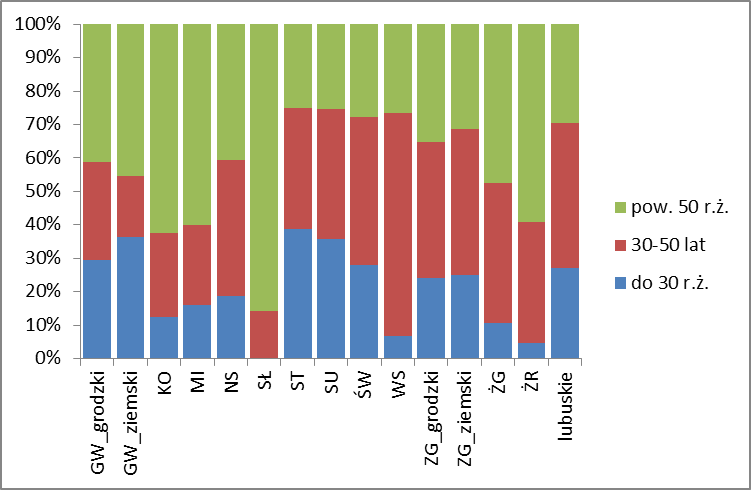 100%
90%
80%
70%
60%
50%
40%
30%
20%
10%
0%
GW_grodzki
GW_ziemski
KO
MI
NS
SŁ
ST
SU
ŚW
WS
ZG_grodzki
ZG_ziemski
ŻG
ŻR
lubuskie
pow. 50 r.ż.
30-50 lat
do 30 r.ż.